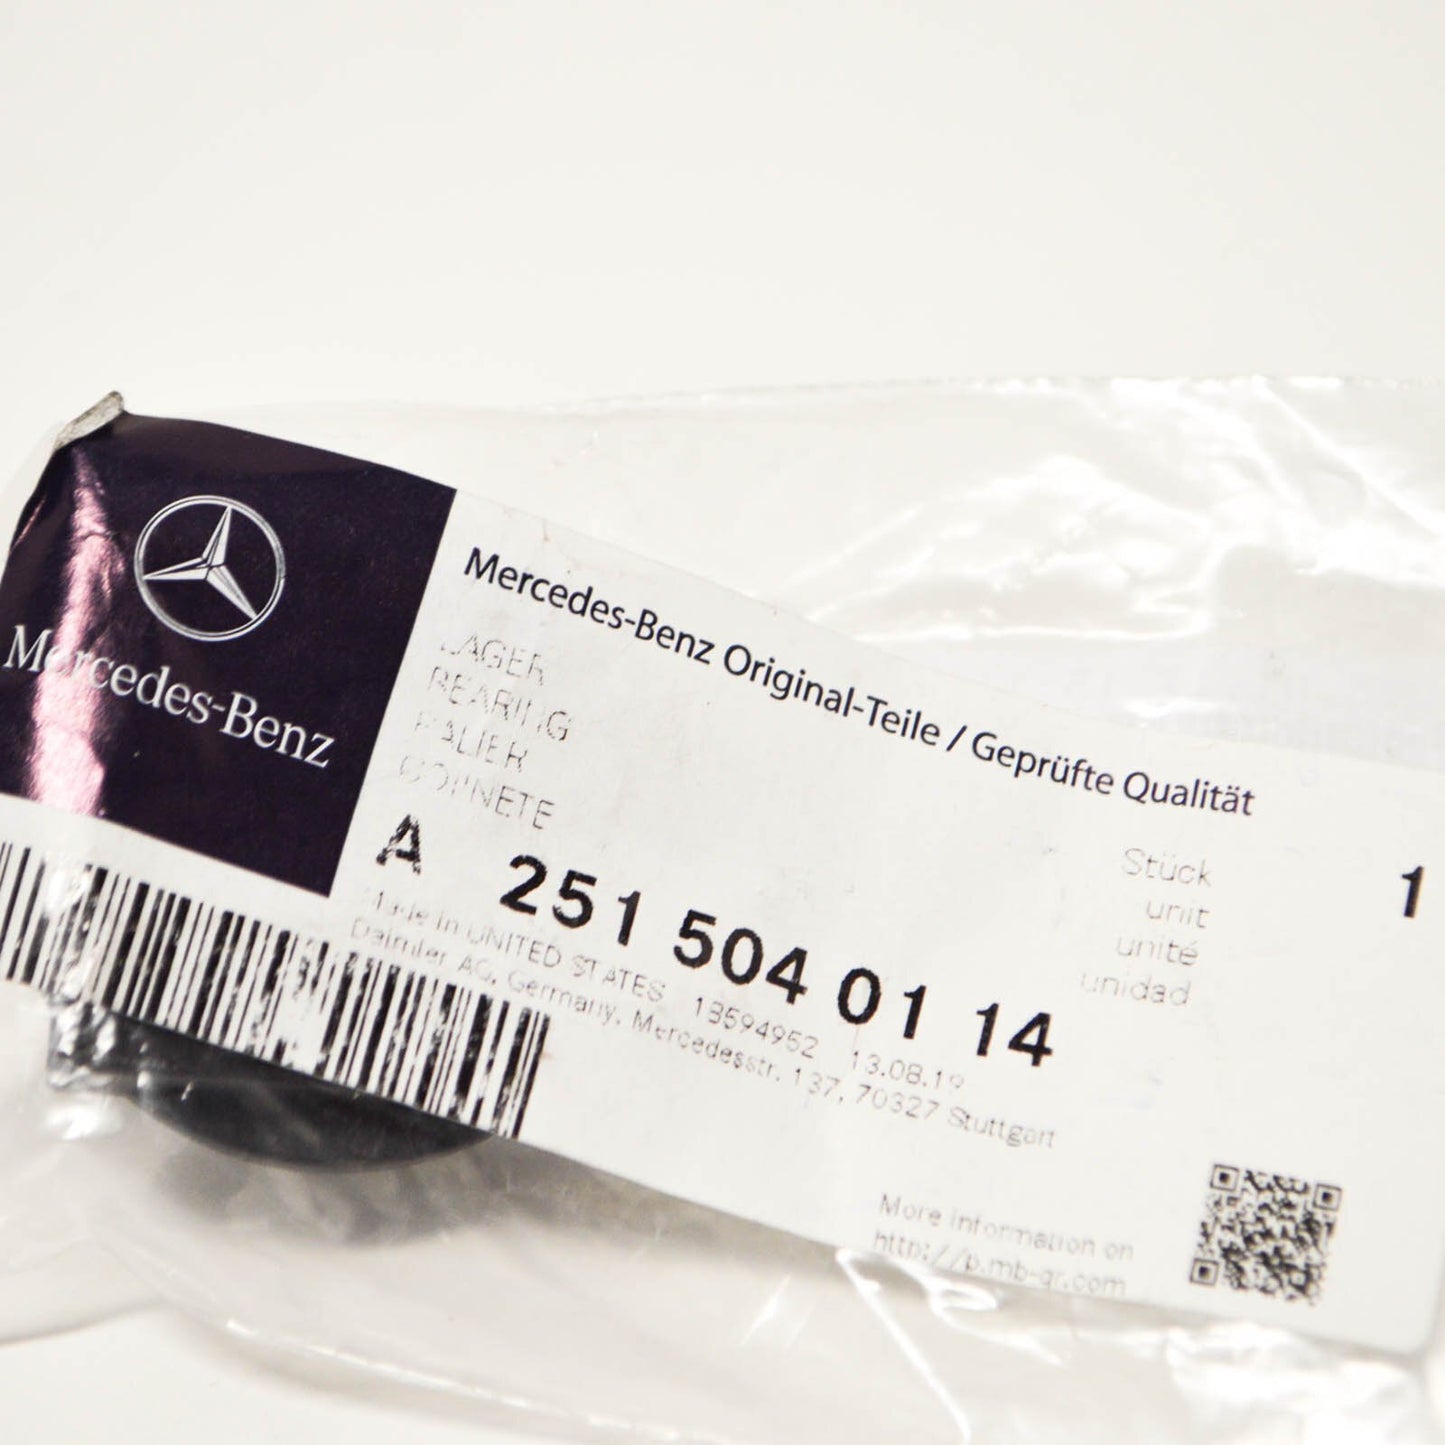 Mercedes-Benz
Mercedes-Benz Original-Teile / Geprüfte Qualität
LAGER
BEARING
PALIER
COJINETE
A 251 504 01 14
Stück
unit
unité
unidad
1
Made in UNITED STATES 18594952 13.08.19
Daimler AG, Germany, Mercedesstr. 137, 70327 Stuttgart
More information on
http://p.mb-qr.com